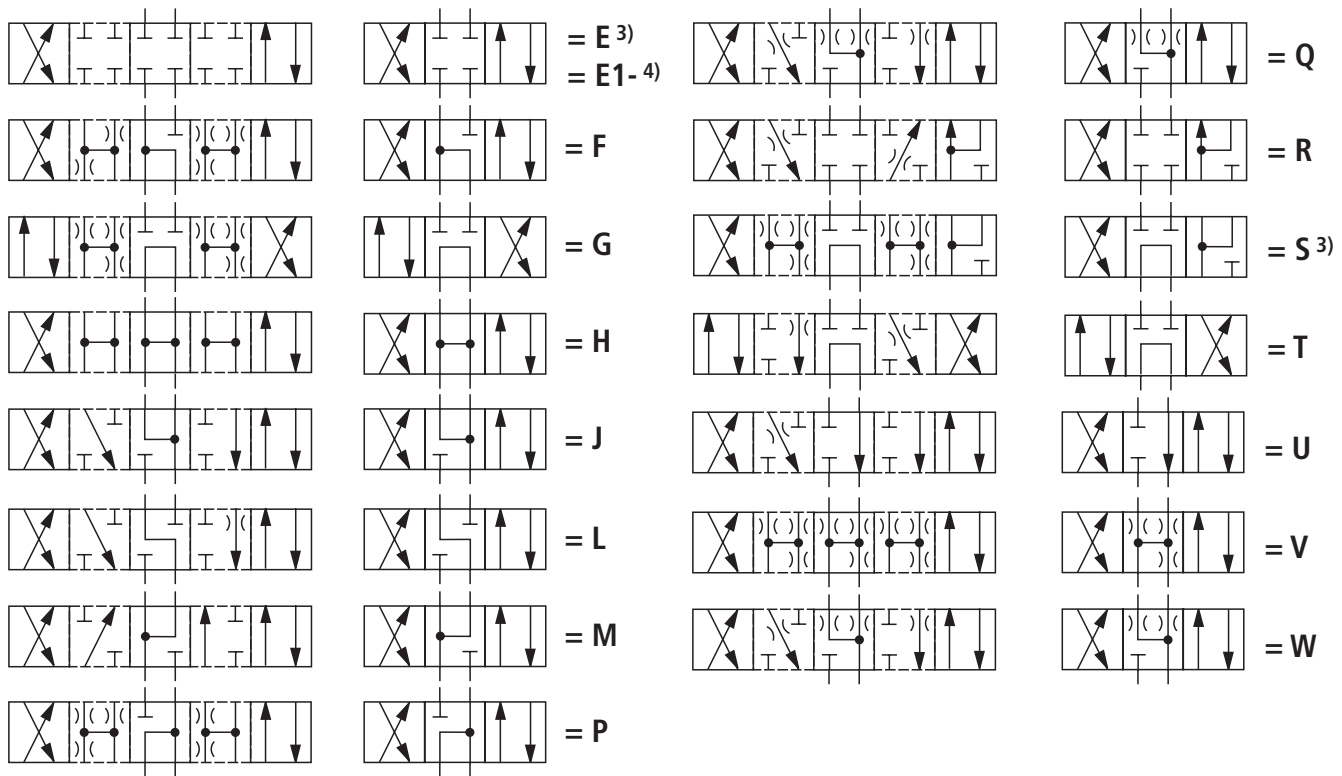 = E 3)
= E1- 4)
= F
= G
= H
= J
= L
= M
= P
= Q
= R
= S 3)
= T
= U
= V
= W